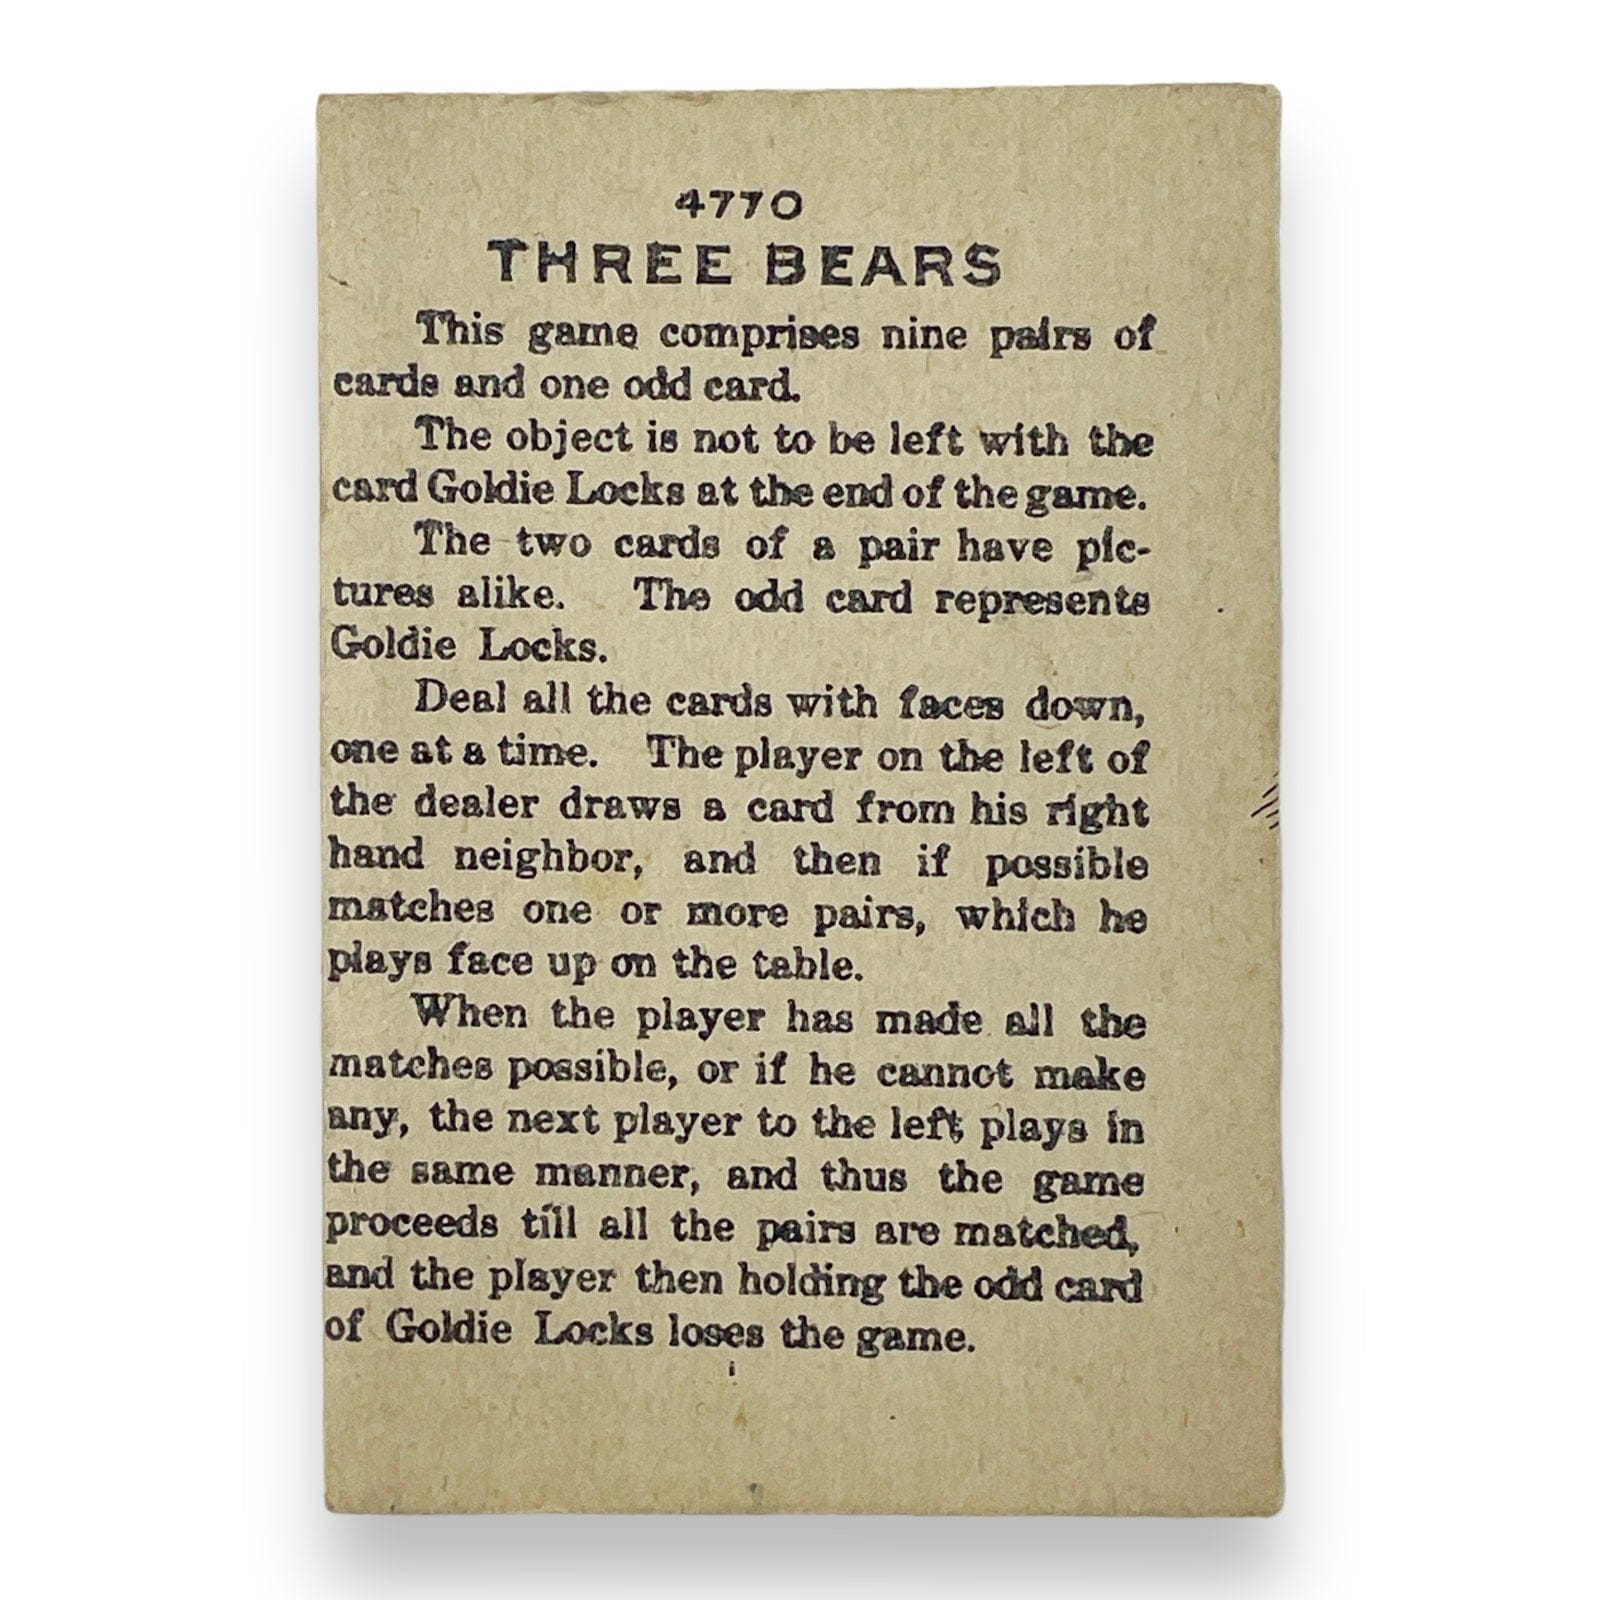 4770
THREE BEARS
This game comprises nine pairs of
cards and one odd card.
The object is not to be left with the
card Goldie Locks at the end of the game.
The two cards of a pair have pic-
tures alike. The odd card represents
Goldie Locks.
Deal all the cards with faces down,
one at a time. The player on the left of
the dealer draws a card from his right
hand neighbor, and then if possible
matches one or more pairs, which he
plays face up on the table.
When the player has made all the
matches possible, or if he cannot make
any, the next player to the left plays in
the same manner, and thus the game
proceeds till all the pairs are matched,
and the player then holding the odd card
of Goldie Locks loses the game.